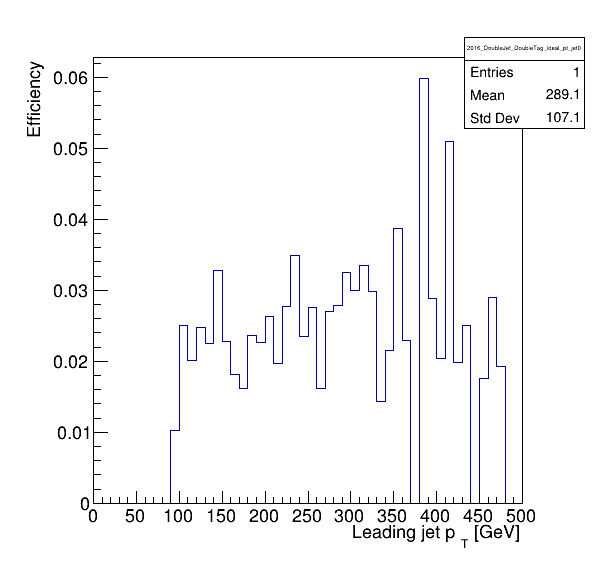 2016_DoubleJet_DoubleTag_ideal_pt_jet0
Entries 1
Mean 289.1
Std Dev 107.1
Efficiency
0.06
0.05
0.04
0.03
0.02
0.01
0
0 50 100 150 200 250 300 350 400 450 500
Leading jet p T [GeV]